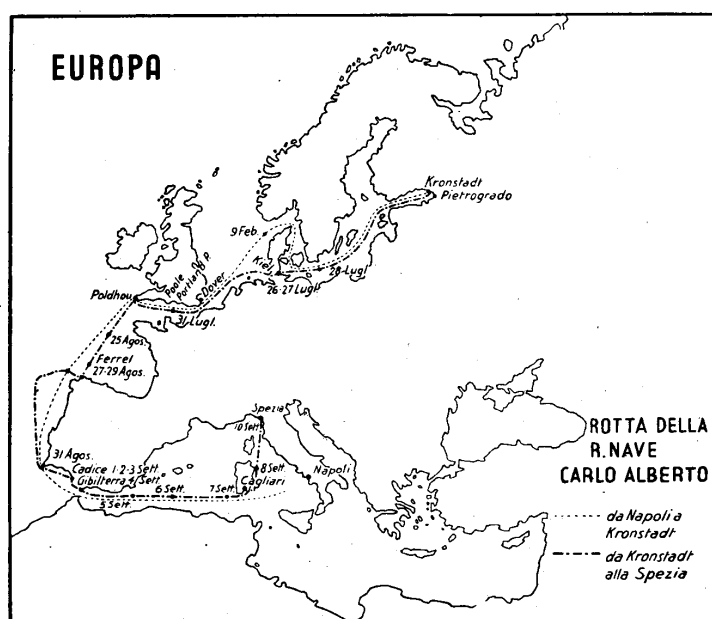 EUROPA
Kronstadt
Pietrogrado
9 Feb.
Kiel
28-Lugl
26-27 Lugl
Dover
Poole
Portland P.
Poldhou
31-Lugl.
25 Agos.
Ferrel
27-29 Agos.
Spezia
10 Sett.
31 Agos.
Cadice 1-2-3 Sett.
Gibilterra 4 Sett.
5 Sett.
6 Sett.
7 Sett.
8 Sett.
Cagliari
Napoli
ROTTA DELLA
R. NAVE
CARLO ALBERTO
da Napoli a
Kronstadt
da Kronstadt
alla Spezia